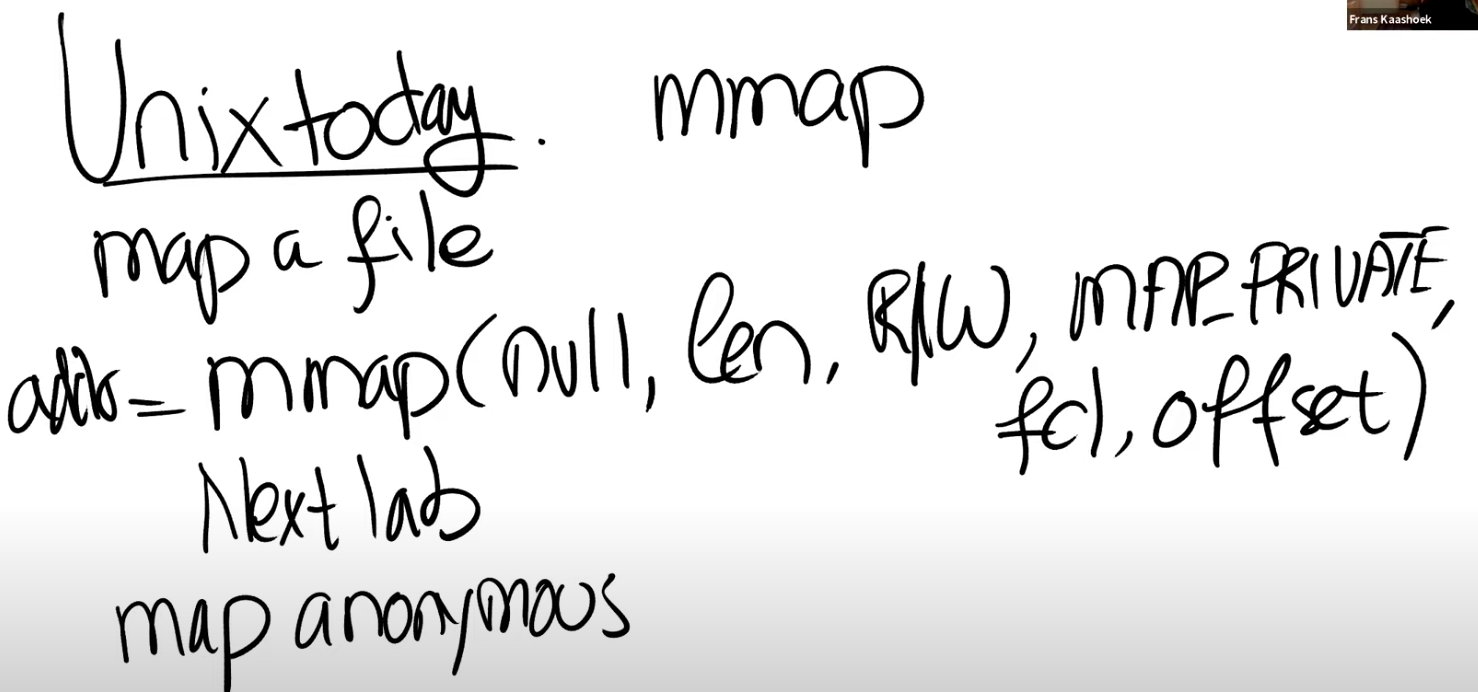 Frans Kaashoek
Unix today. mmap
map a file
addr = mmap(null, len, R/W, MAP_PRIVATE,
fd, offset)
Next lab
map anonymous